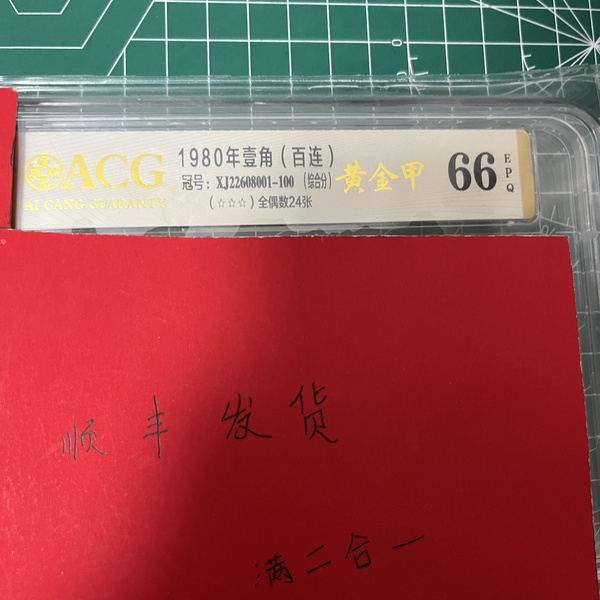 ACG
AI CANG GUARANTY
1980年壹角（百连）
冠号：XJ22608001-100（综合分）
（☆☆☆）全偶数24张
黄金甲
66
EPQ
顺丰发货
满二合一